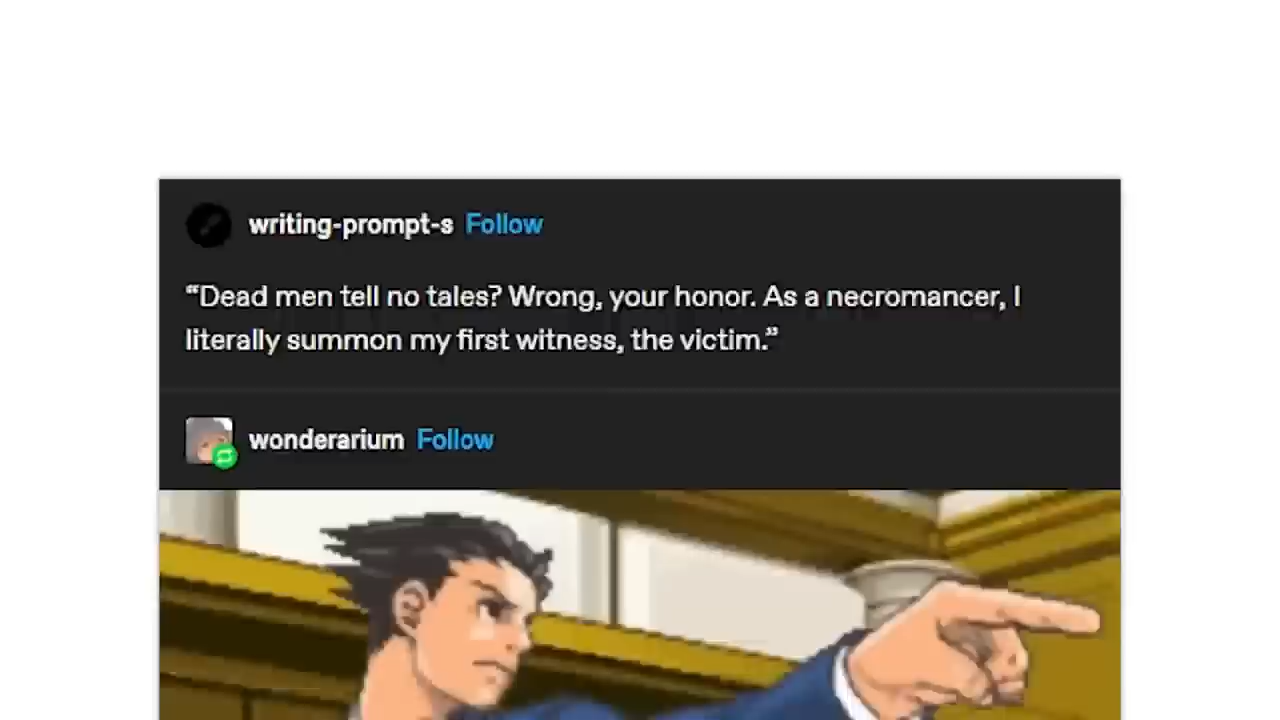 writing-prompt-s Follow
“Dead men tell no tales? Wrong, your honor. As a necromancer, I
literally summon my first witness, the victim.”
wonderarium Follow